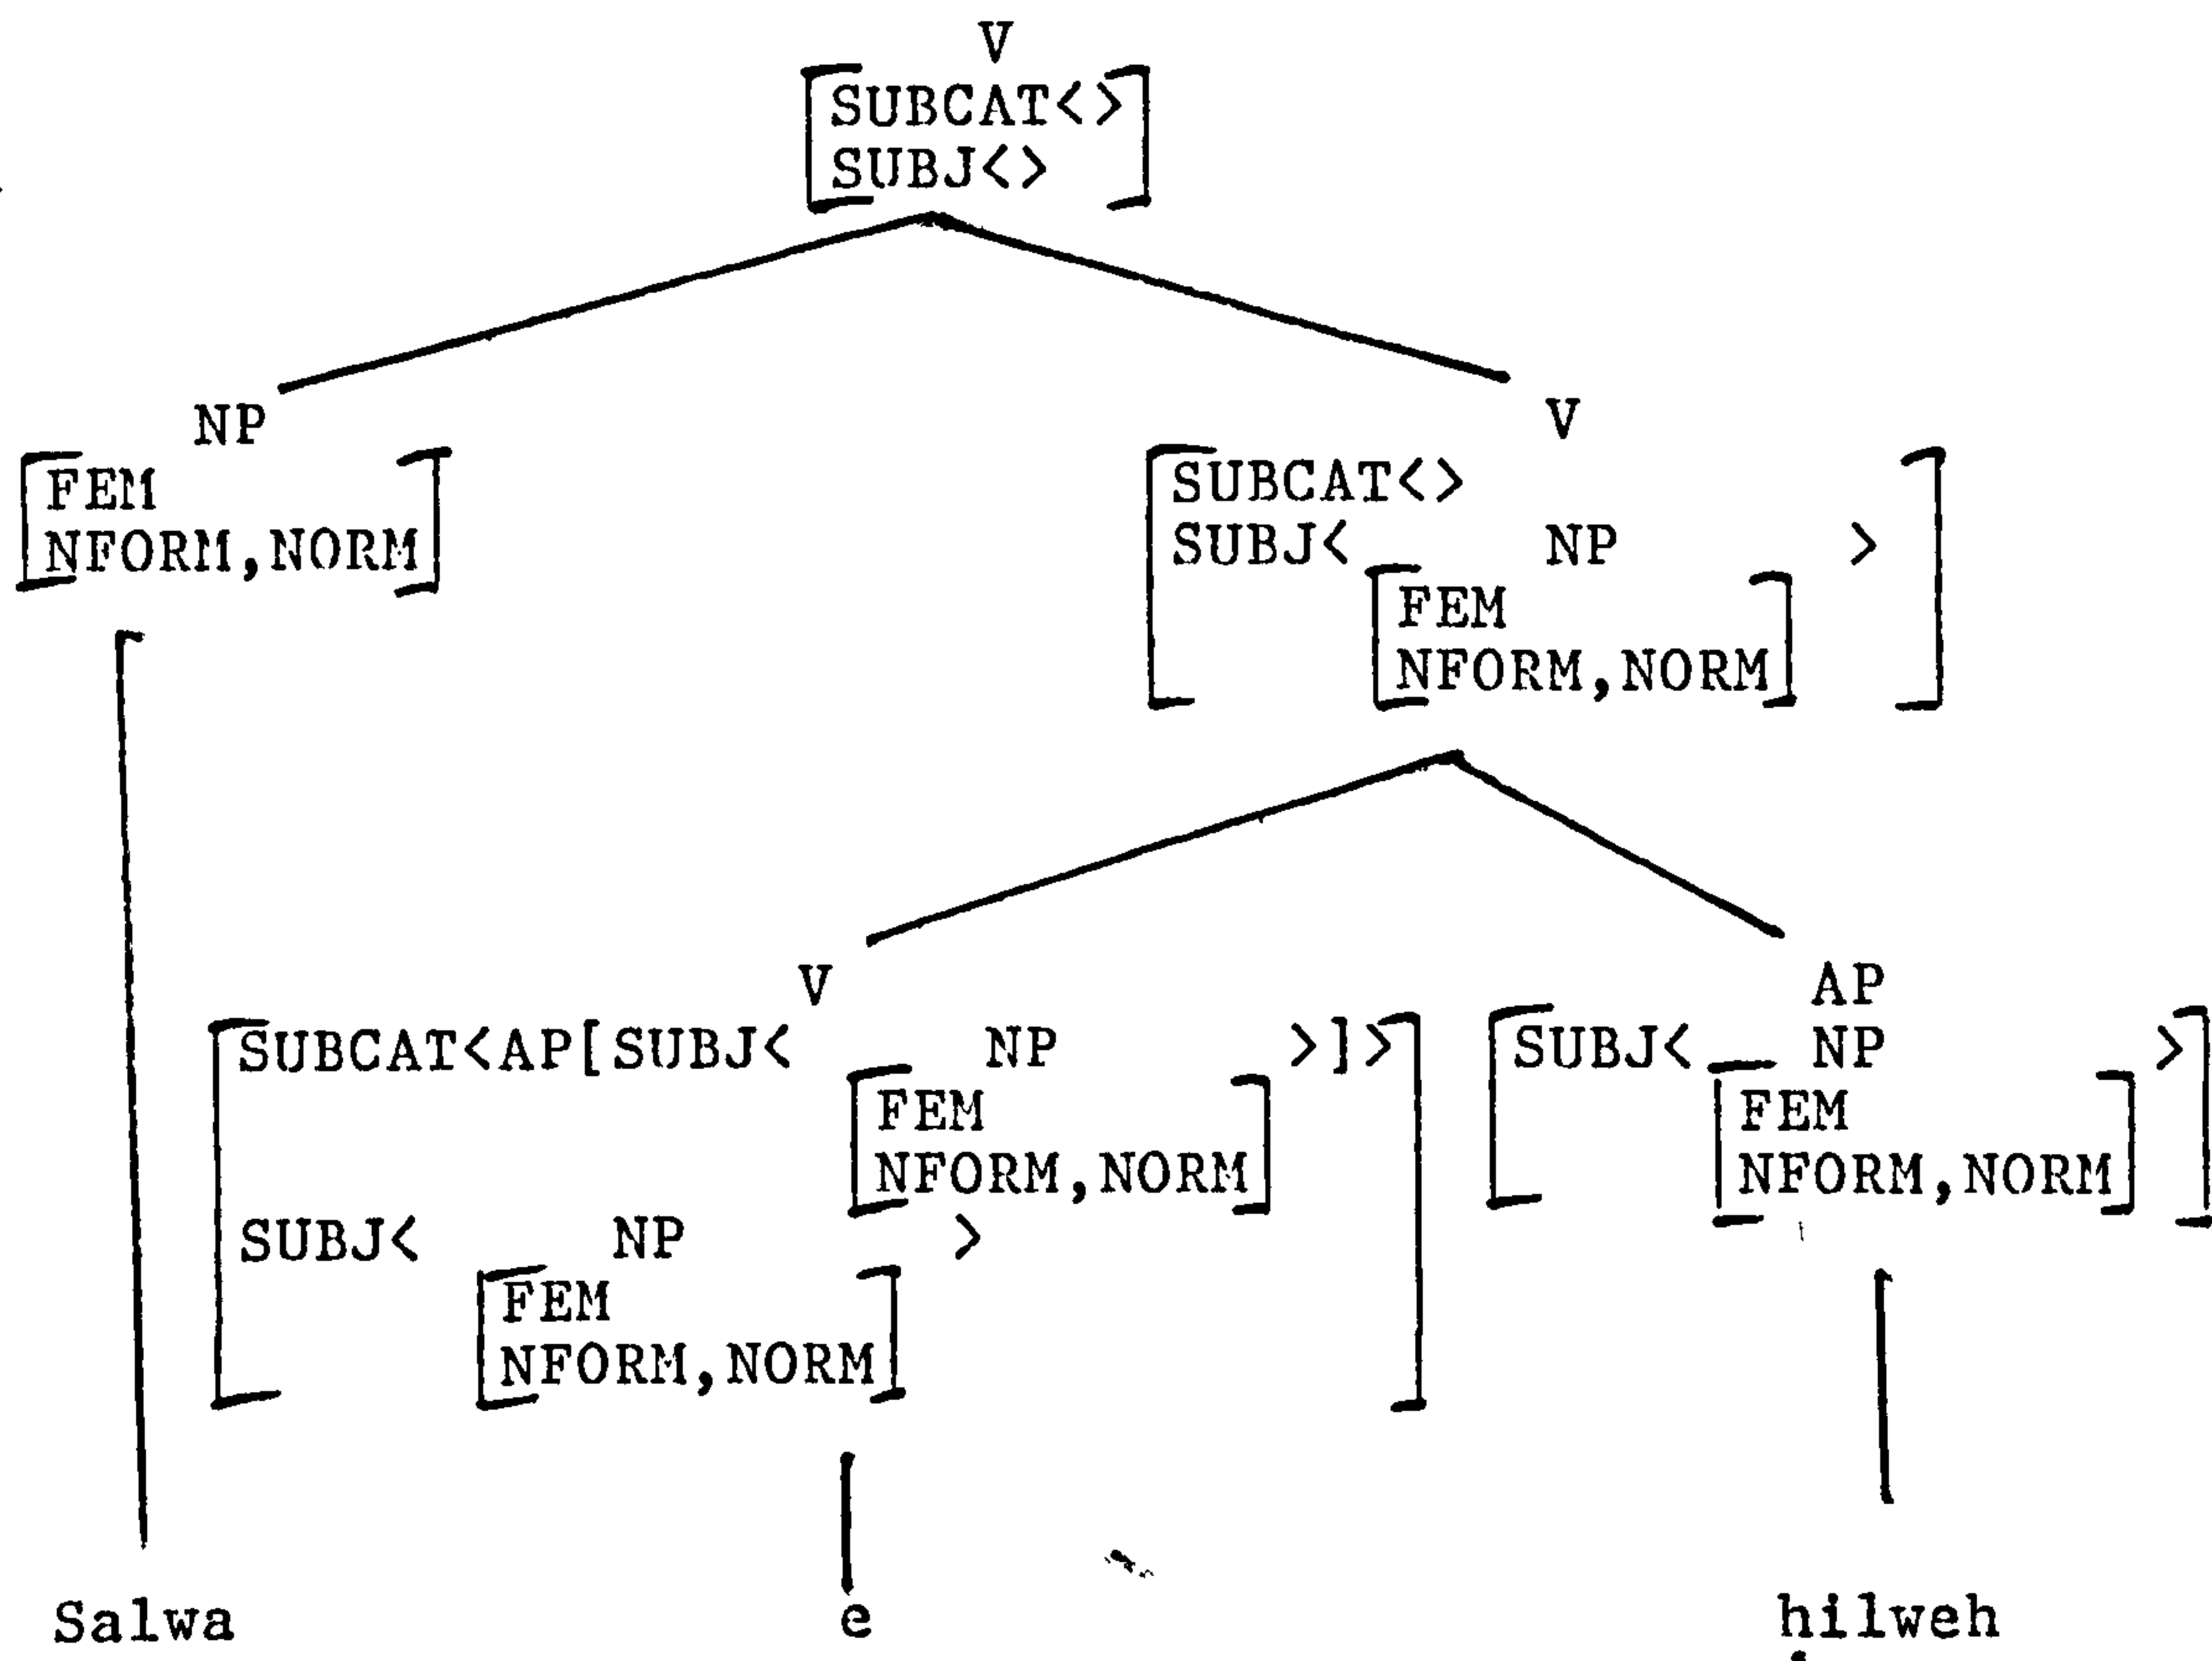 V
SUBCAT<>
SUBJ<>
NP
FEM
NFORM,NORM
V
SUBCAT<>
SUBJ< NP >
FEM
NFORM,NORM
V
SUBCAT<AP[SUBJ< NP >]>
FEM
NFORM,NORM
SUBJ< NP >
FEM
NFORM,NORM
AP
SUBJ< NP >
FEM
NFORM,NORM
Salwa
e
ḥilweh